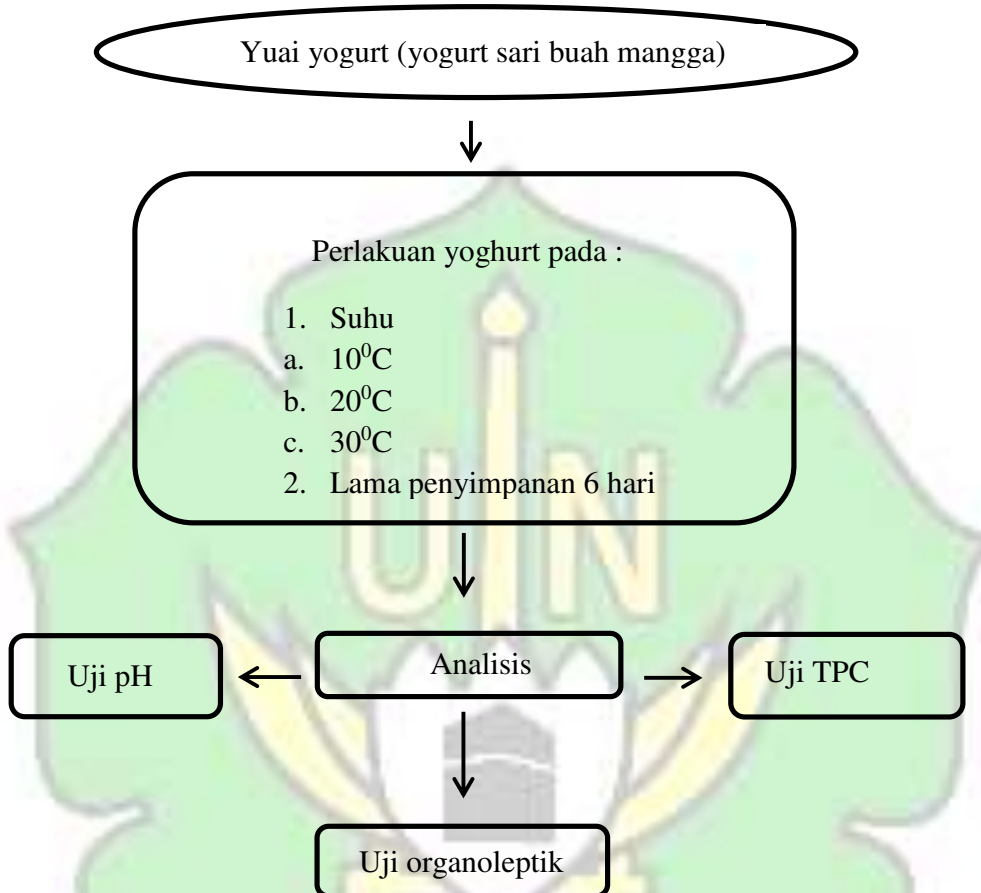 Yuai yogurt (yogurt sari buah mangga)
Perlakuan yoghurt pada :
1. Suhu
a. 10⁰C
b. 20⁰C
c. 30⁰C
2. Lama penyimpanan 6 hari
UIN
Uji pH
Analisis
Uji TPC
Uji organoleptik